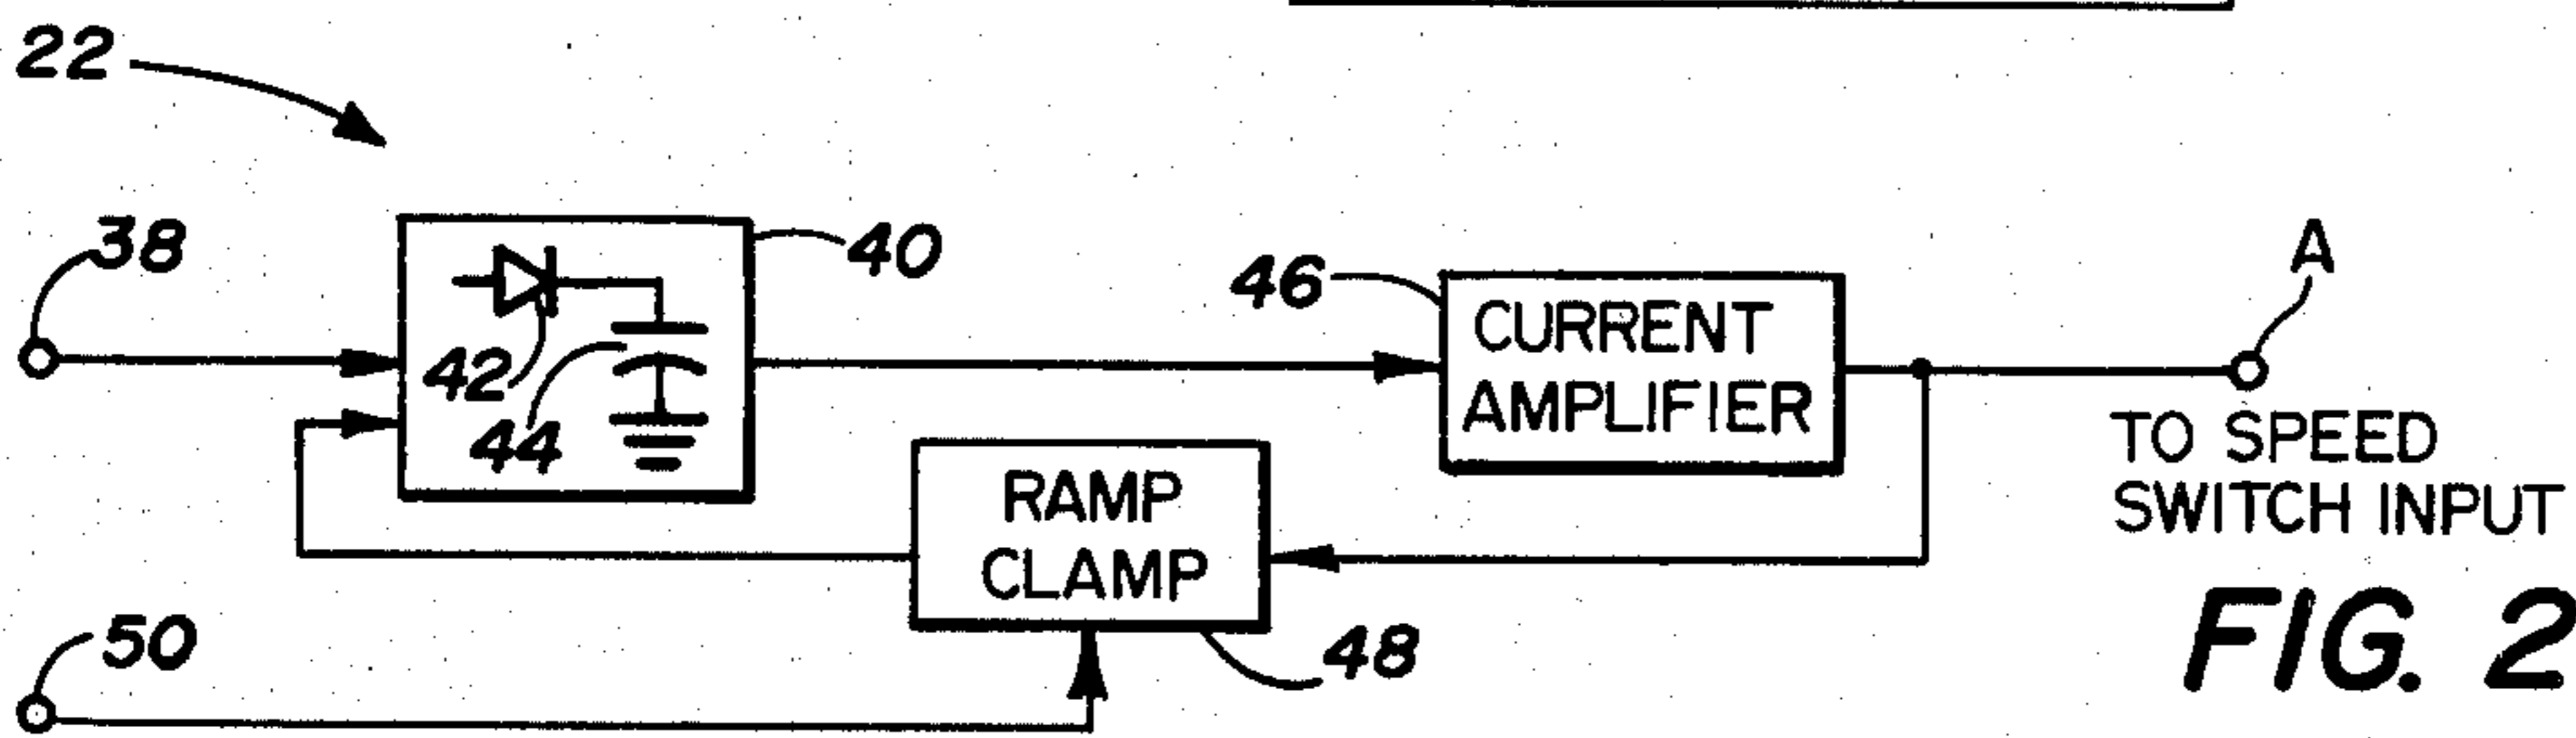 22
38
40
42
44
46
CURRENT
AMPLIFIER
A
TO SPEED
SWITCH INPUT
RAMP
CLAMP
48
50
FIG. 2